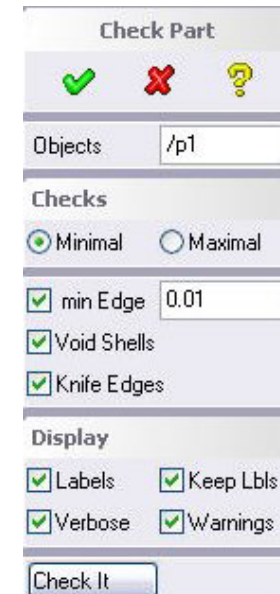 Check Part
Objects /p1
Checks
Minimal Maximal
min Edge 0.01
Void Shells
Knife Edges
Display
Labels Keep Lbls
Verbose Warnings
Check It